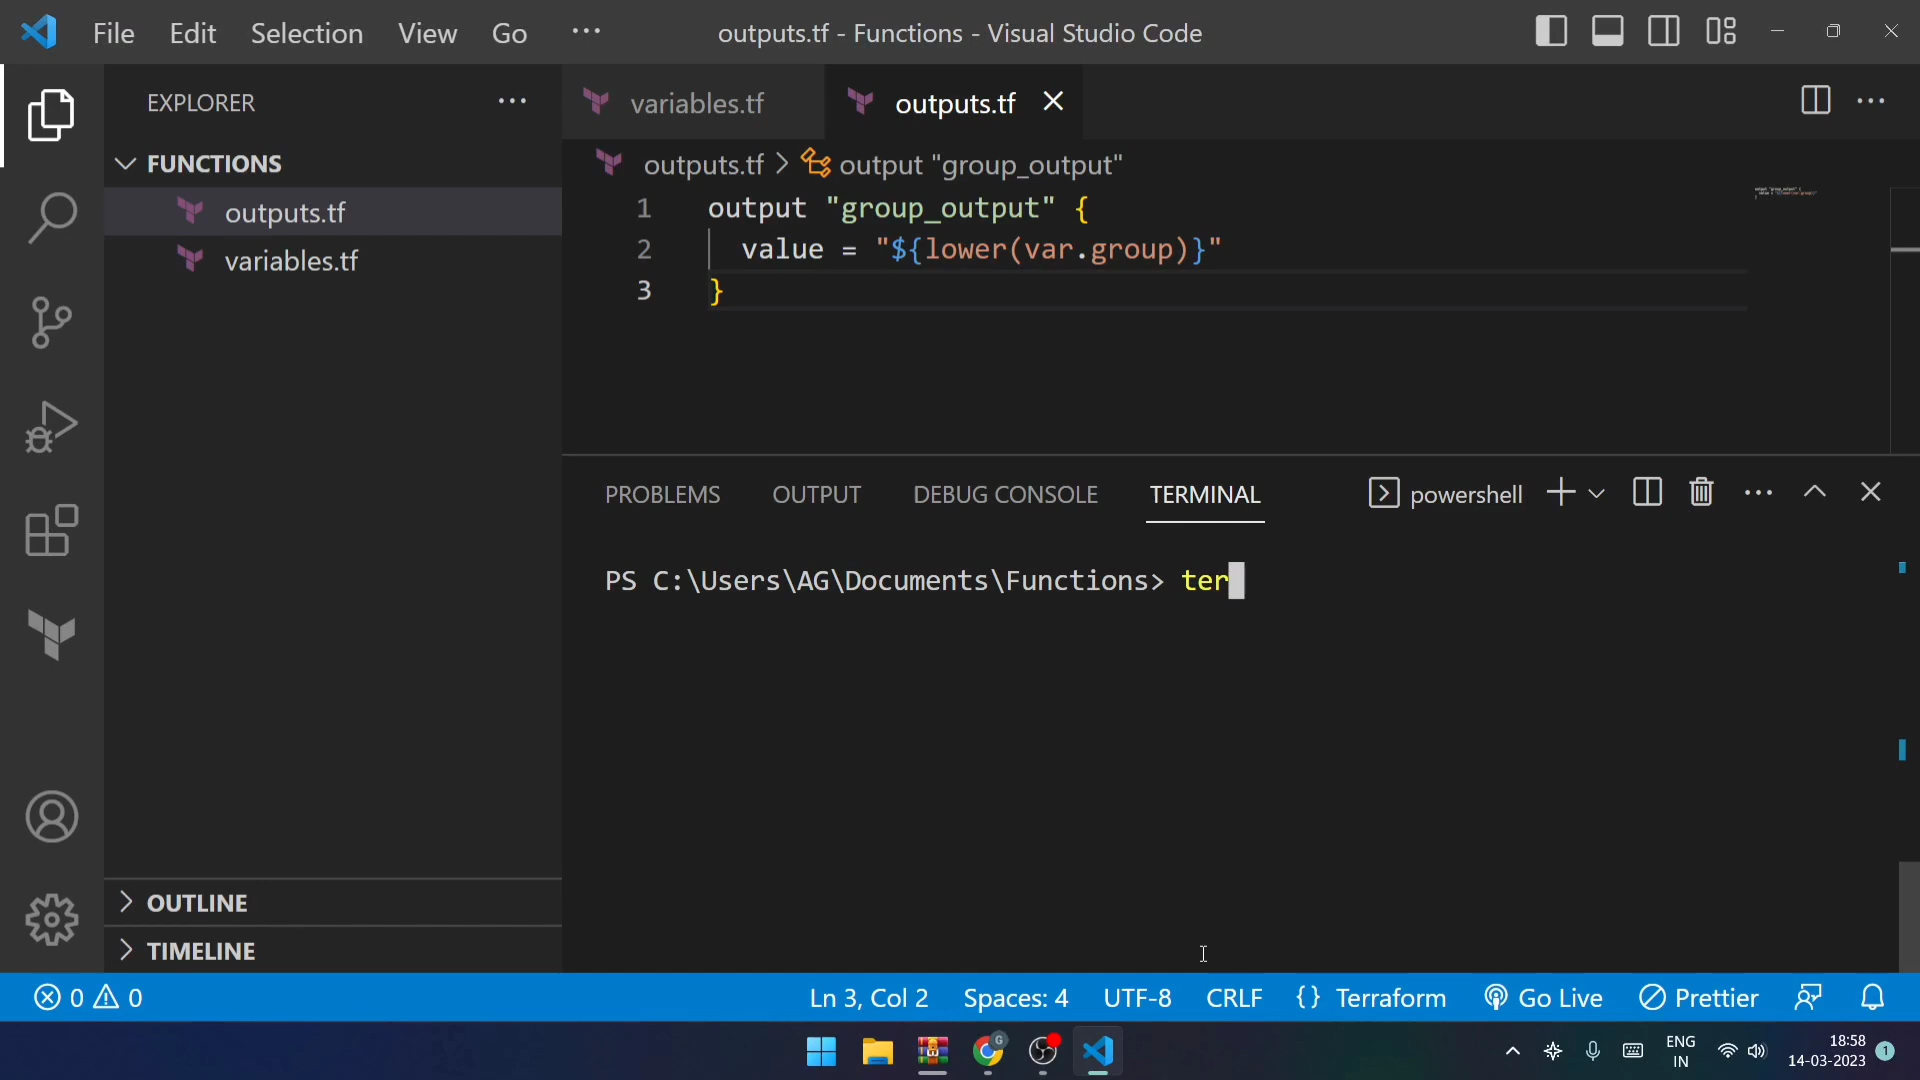 File Edit Selection View Go ··· outputs.tf - Functions - Visual Studio Code
EXPLORER ···
FUNCTIONS
outputs.tf
variables.tf
OUTLINE
TIMELINE
variables.tf outputs.tf
outputs.tf > output "group_output"
1 output "group_output" {
2 value = "${lower(var.group)}"
3 }
PROBLEMS OUTPUT DEBUG CONSOLE TERMINAL powershell
PS C:\Users\AG\Documents\Functions> ter
0 0 Ln 3, Col 2 Spaces: 4 UTF-8 CRLF {} Terraform Go Live Prettier
G ENG 18:58
IN 14-03-2023 1